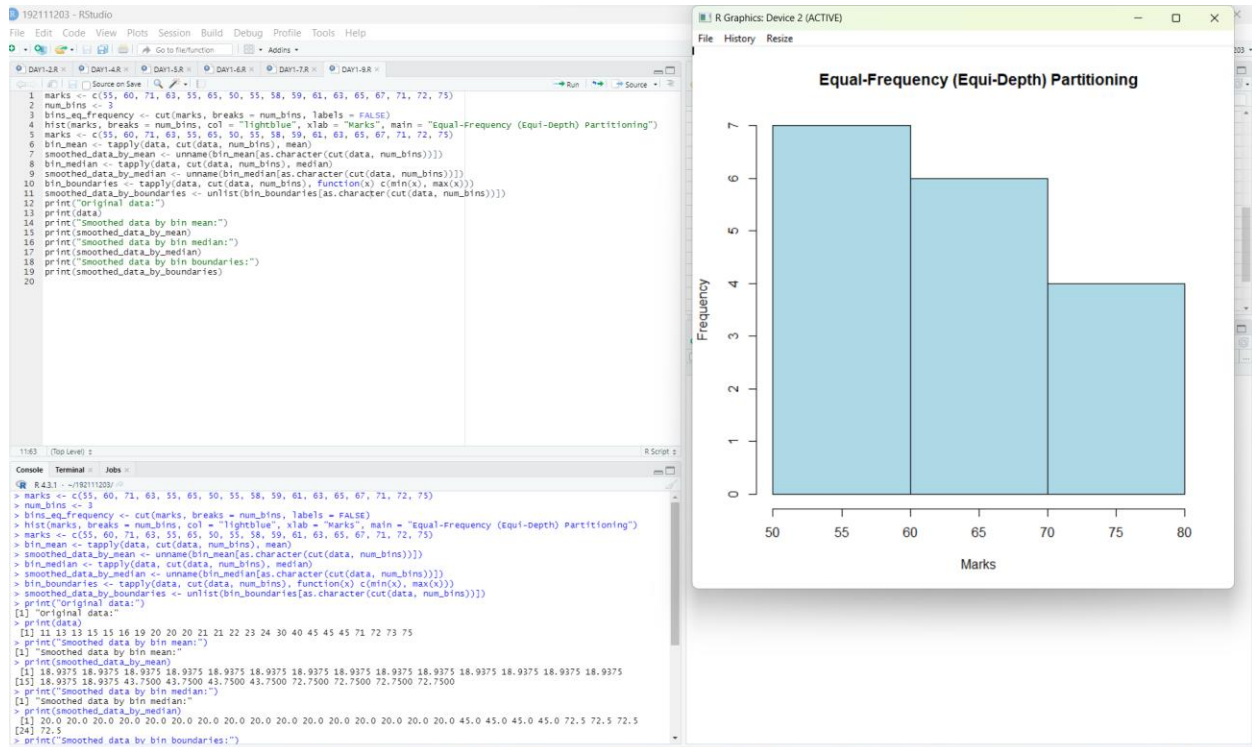 192111203 - RStudio
File Edit Code View Plots Session Build Debug Profile Tools Help
Go to file/function Addins
DAY1-2.R DAY1-4.R DAY1-5.R DAY1-6.R DAY1-7.R DAY1-9.R
Source on Save Run Source
1 marks <- c(55, 60, 71, 63, 55, 65, 50, 55, 58, 59, 61, 63, 65, 67, 71, 72, 75)
2 num_bins <- 3
3 bins_eq_frequency <- cut(marks, breaks = num_bins, labels = FALSE)
4 hist(marks, breaks = num_bins, col = "lightblue", xlab = "Marks", main = "Equal-Frequency (Equi-Depth) Partitioning")
5 marks <- c(55, 60, 71, 63, 55, 65, 50, 55, 58, 59, 61, 63, 65, 67, 71, 72, 75)
6 bin_mean <- tapply(data, cut(data, num_bins), mean)
7 smoothed_data_by_mean <- unname(bin_mean[as.character(cut(data, num_bins))])
8 bin_median <- tapply(data, cut(data, num_bins), median)
9 smoothed_data_by_median <- unname(bin_median[as.character(cut(data, num_bins))])
10 bin_boundaries <- tapply(data, cut(data, num_bins), function(x) c(min(x), max(x)))
11 smoothed_data_by_boundaries <- unlist(bin_boundaries[as.character(cut(data, num_bins))])
12 print("Original data:")
13 print(data)
14 print("Smoothed data by bin mean:")
15 print(smoothed_data_by_mean)
16 print("Smoothed data by bin median:")
17 print(smoothed_data_by_median)
18 print("Smoothed data by bin boundaries:")
19 print(smoothed_data_by_boundaries)
20
11:63 (Top Level) R Script
Console Terminal Jobs
R 4.3.1 · ~/192111203/
> marks <- c(55, 60, 71, 63, 55, 65, 50, 55, 58, 59, 61, 63, 65, 67, 71, 72, 75)
> num_bins <- 3
> bins_eq_frequency <- cut(marks, breaks = num_bins, labels = FALSE)
> hist(marks, breaks = num_bins, col = "lightblue", xlab = "Marks", main = "Equal-Frequency (Equi-Depth) Partitioning")
> marks <- c(55, 60, 71, 63, 55, 65, 50, 55, 58, 59, 61, 63, 65, 67, 71, 72, 75)
> bin_mean <- tapply(data, cut(data, num_bins), mean)
> smoothed_data_by_mean <- unname(bin_mean[as.character(cut(data, num_bins))])
> bin_median <- tapply(data, cut(data, num_bins), median)
> smoothed_data_by_median <- unname(bin_median[as.character(cut(data, num_bins))])
> bin_boundaries <- tapply(data, cut(data, num_bins), function(x) c(min(x), max(x)))
> smoothed_data_by_boundaries <- unlist(bin_boundaries[as.character(cut(data, num_bins))])
> print("Original data:")
[1] "Original data:"
> print(data)
[1] 11 13 13 15 15 16 19 20 20 20 21 21 22 23 24 30 40 45 45 45 71 72 73 75
> print("Smoothed data by bin mean:")
[1] "Smoothed data by bin mean:"
> print(smoothed_data_by_mean)
[1] 18.9375 18.9375 18.9375 18.9375 18.9375 18.9375 18.9375 18.9375 18.9375 18.9375 18.9375 18.9375 18.9375 18.9375
[15] 18.9375 18.9375 43.7500 43.7500 43.7500 43.7500 72.7500 72.7500 72.7500 72.7500
> print("Smoothed data by bin median:")
[1] "Smoothed data by bin median:"
> print(smoothed_data_by_median)
[1] 20.0 20.0 20.0 20.0 20.0 20.0 20.0 20.0 20.0 20.0 20.0 20.0 20.0 20.0 20.0 20.0 45.0 45.0 45.0 45.0 72.5 72.5 72.5
[24] 72.5
> print("Smoothed data by bin boundaries:")
R Graphics: Device 2 (ACTIVE)
File History Resize
Equal-Frequency (Equi-Depth) Partitioning
Frequency
7
6
5
4
3
2
1
0
50 55 60 65 70 75 80
Marks
203